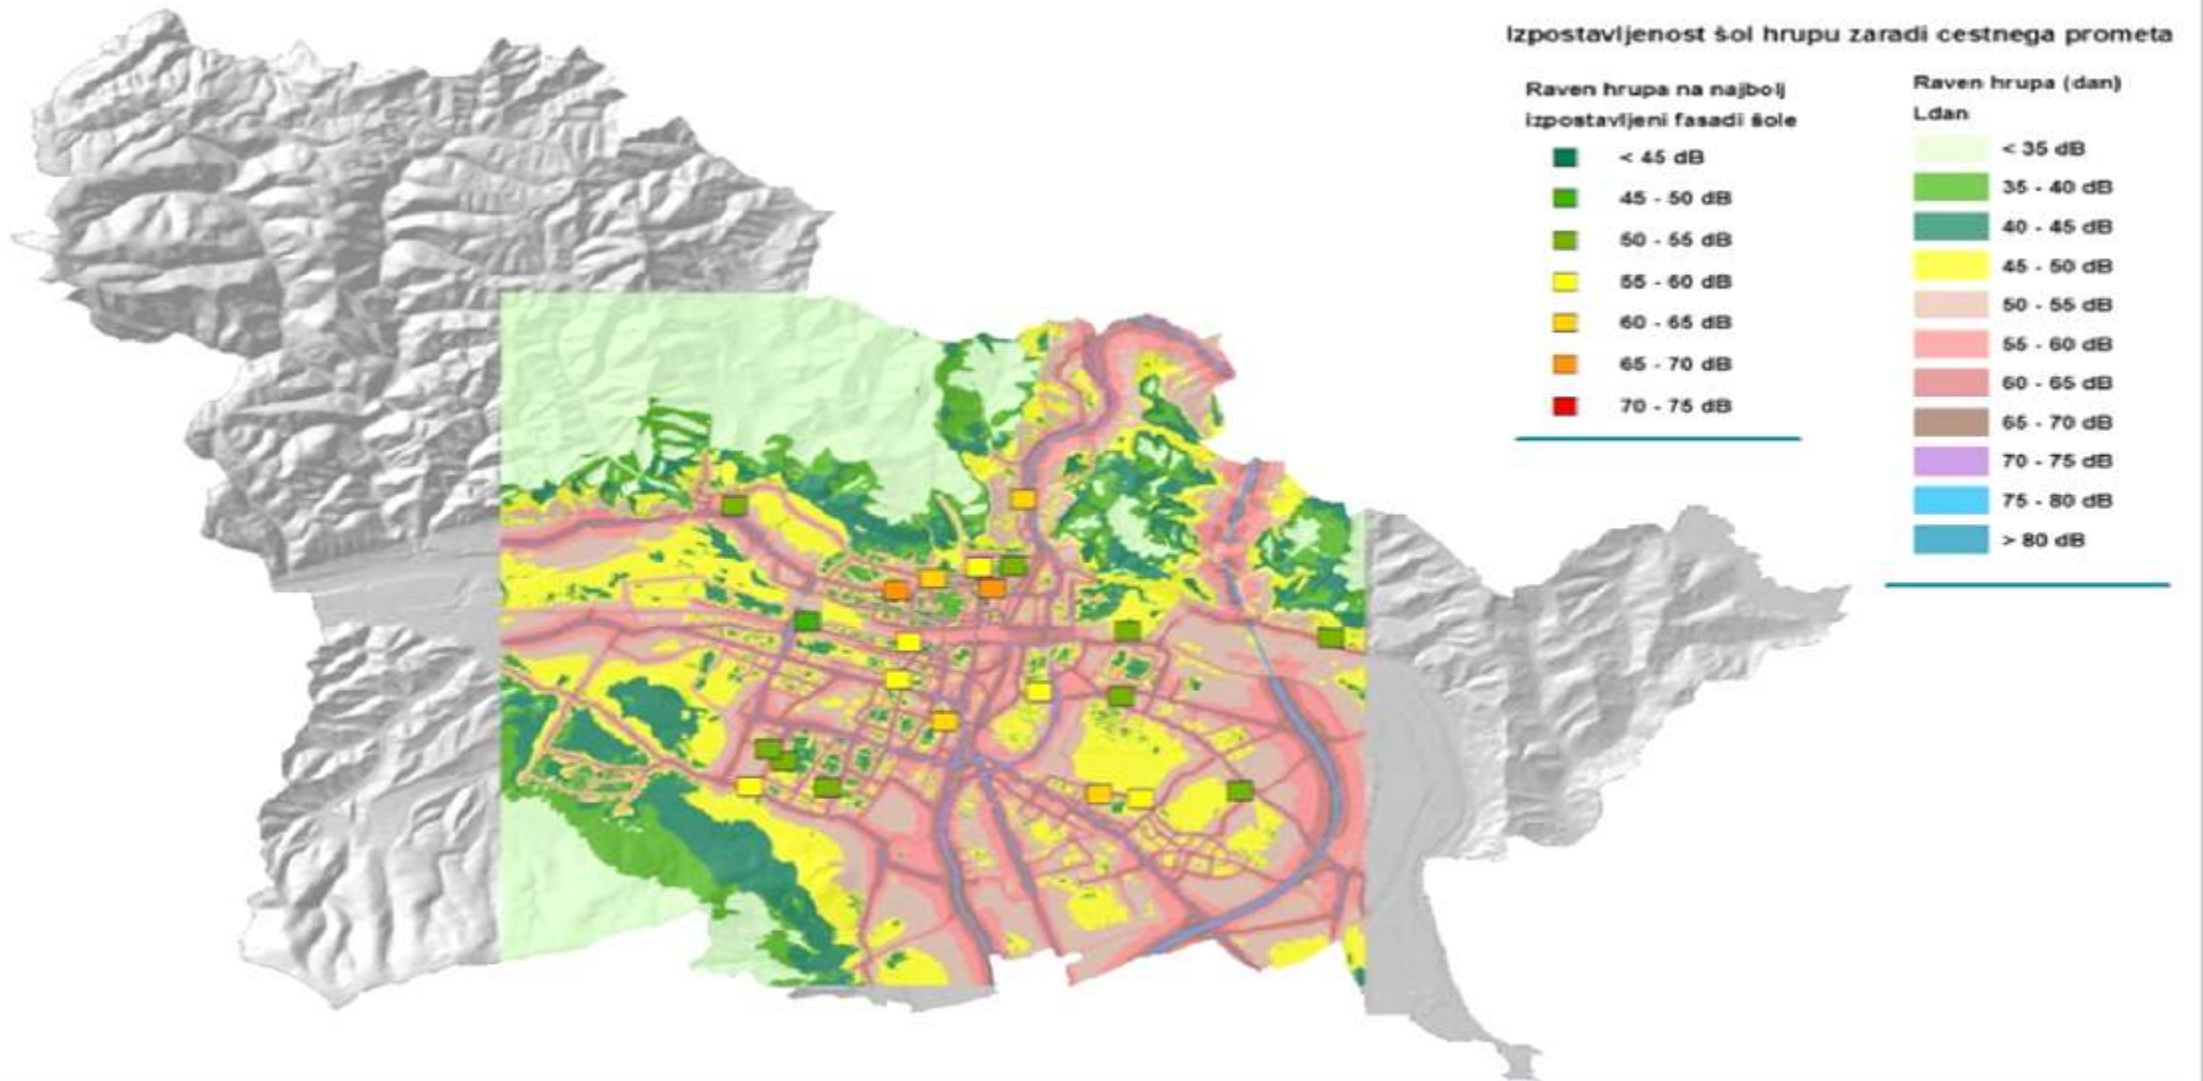 Izpostavljenost šol hrupu zaradi cestnega prometa
Raven hrupa na najbolj
izpostavljeni fasadi šole
< 45 dB
45 - 50 dB
50 - 55 dB
55 - 60 dB
60 - 65 dB
65 - 70 dB
70 - 75 dB
Raven hrupa (dan)
Ldan
< 35 dB
35 - 40 dB
40 - 45 dB
45 - 50 dB
50 - 55 dB
55 - 60 dB
60 - 65 dB
65 - 70 dB
70 - 75 dB
75 - 80 dB
> 80 dB